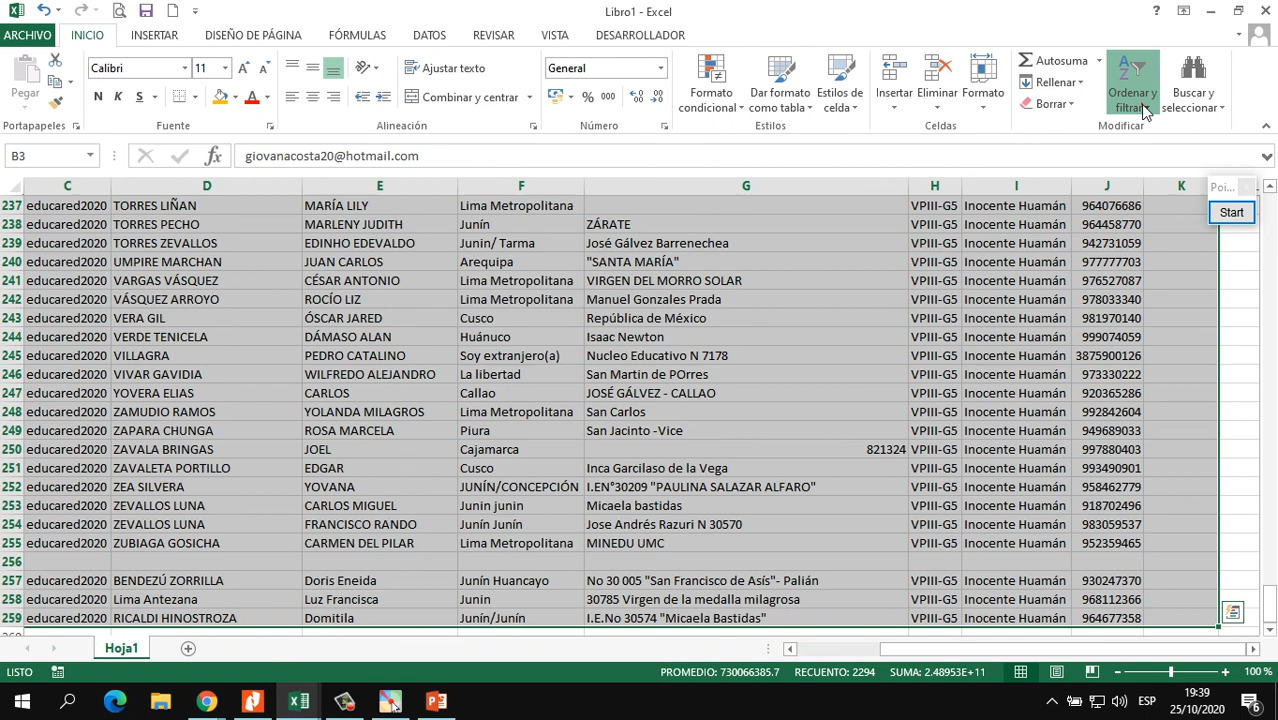 Libro1 - Excel
ARCHIVO INICIO INSERTAR DISEÑO DE PÁGINA FÓRMULAS DATOS REVISAR VISTA DESARROLLADOR
Pegar
Calibri 11
N K S
Ajustar texto
Combinar y centrar
General
% 000
Formato condicional
Dar formato como tabla
Estilos de celda
Insertar
Eliminar
Formato
Autosuma
Rellenar
Borrar
Ordenar y filtrar
Buscar y seleccionar
Portapapeles Fuente Alineación Número Estilos Celdas Modificar
B3 fx giovanacosta20@hotmail.com
C D E F G H I J K Poi...
Start
237 educared2020 TORRES LIÑAN MARÍA LILY Lima Metropolitana VPIII-G5 Inocente Huamán 964076686
238 educared2020 TORRES PECHO MARLENY JUDITH Junín ZÁRATE VPIII-G5 Inocente Huamán 964458770
239 educared2020 TORRES ZEVALLOS EDINHO EDEVALDO Junin/ Tarma José Gálvez Barrenechea VPIII-G5 Inocente Huamán 942731059
240 educared2020 UMPIRE MARCHAN JUAN CARLOS Arequipa "SANTA MARÍA" VPIII-G5 Inocente Huamán 977777703
241 educared2020 VARGAS VÁSQUEZ CÉSAR ANTONIO Lima Metropolitana VIRGEN DEL MORRO SOLAR VPIII-G5 Inocente Huamán 976527087
242 educared2020 VÁSQUEZ ARROYO ROCÍO LIZ Lima Metropolitana Manuel Gonzales Prada VPIII-G5 Inocente Huamán 978033340
243 educared2020 VERA GIL ÓSCAR JARED Cusco República de México VPIII-G5 Inocente Huamán 981970140
244 educared2020 VERDE TENICELA DÁMASO ALAN Huánuco Isaac Newton VPIII-G5 Inocente Huamán 999074059
245 educared2020 VILLAGRA PEDRO CATALINO Soy extranjero(a) Nucleo Educativo N 7178 VPIII-G5 Inocente Huamán 3875900126
246 educared2020 VIVAR GAVIDIA WILFREDO ALEJANDRO La libertad San Martin de POrres VPIII-G5 Inocente Huamán 973330222
247 educared2020 YOVERA ELIAS CARLOS Callao JOSÉ GÁLVEZ - CALLAO VPIII-G5 Inocente Huamán 920365286
248 educared2020 ZAMUDIO RAMOS YOLANDA MILAGROS Lima Metropolitana San Carlos VPIII-G5 Inocente Huamán 992842604
249 educared2020 ZAPARA CHUNGA ROSA MARCELA Piura San Jacinto -Vice VPIII-G5 Inocente Huamán 949689033
250 educared2020 ZAVALA BRINGAS JOEL Cajamarca 821324 VPIII-G5 Inocente Huamán 997880403
251 educared2020 ZAVALETA PORTILLO EDGAR Cusco Inca Garcilaso de la Vega VPIII-G5 Inocente Huamán 993490901
252 educared2020 ZEA SILVERA YOVANA JUNÍN/CONCEPCIÓN I.EN°30209 "PAULINA SALAZAR ALFARO" VPIII-G5 Inocente Huamán 958462779
253 educared2020 ZEVALLOS LUNA CARLOS MIGUEL Junin junin Micaela bastidas VPIII-G5 Inocente Huamán 918702496
254 educared2020 ZEVALLOS LUNA FRANCISCO RANDO Junín Junín Jose Andrés Razuri N 30570 VPIII-G5 Inocente Huamán 983059537
255 educared2020 ZUBIAGA GOSICHA CARMEN DEL PILAR Lima Metropolitana MINEDU UMC VPIII-G5 Inocente Huamán 952359465
256
257 educared2020 BENDEZÚ ZORRILLA Doris Eneida Junín Huancayo No 30 005 "San Francisco de Asís"- Palián VPIII-G5 Inocente Huamán 930247370
258 educared2020 Lima Antezana Luz Francisca Junin 30785 Virgen de la medalla milagrosa VPIII-G5 Inocente Huamán 968112366
259 educared2020 RICALDI HINOSTROZA Domitila Junín/Junín I.E.No 30574 "Micaela Bastidas" VPIII-G5 Inocente Huamán 964677358
Hoja1
LISTO PROMEDIO: 730066385.7 RECUENTO: 2294 SUMA: 2.48953E+11 100 %
ESP 19:39
25/10/2020 6